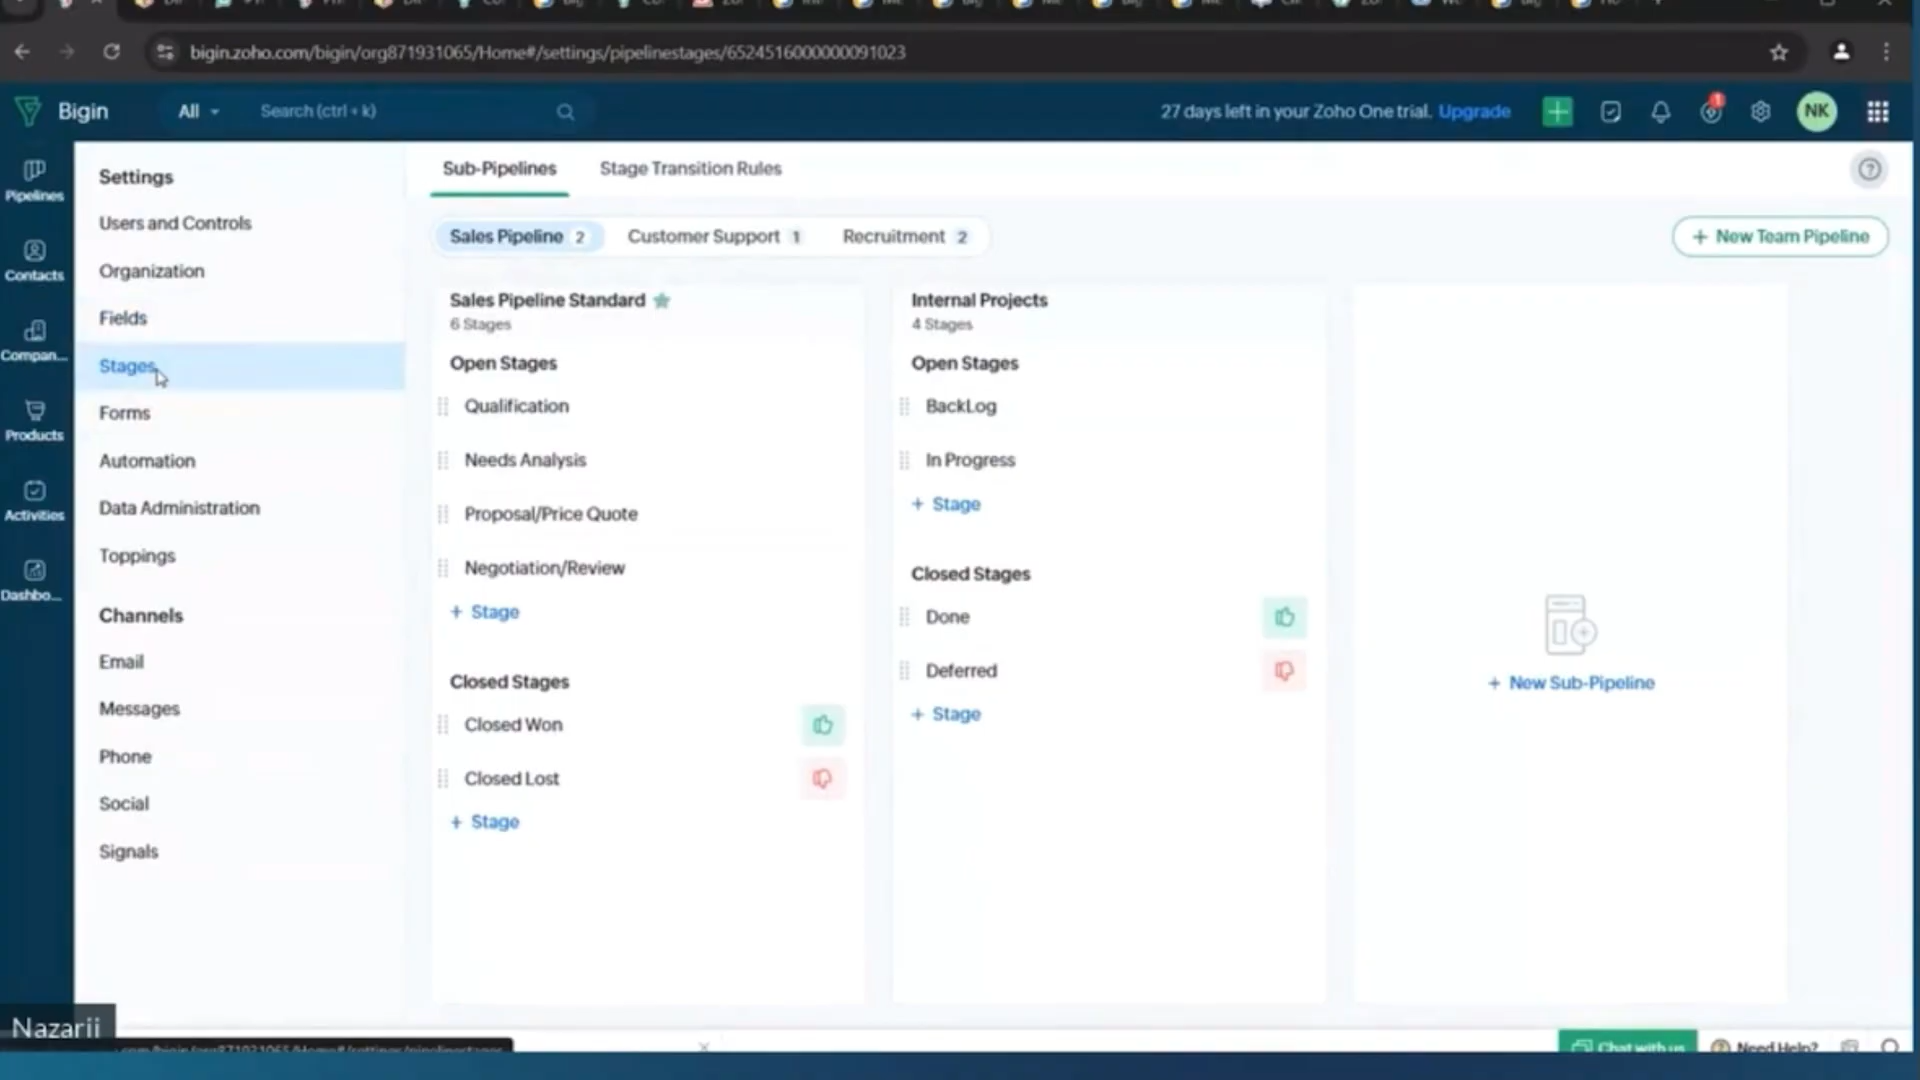 bigin.zoho.com/bigin/org871931065/Home#/settings/pipelinestages/6524516000000091023
Bigin
All
Search (ctrl + k)
27 days left in your Zoho One trial. Upgrade
1
NK
Pipelines
Contacts
Compan...
Products
Activities
Dashbo...
Settings
Users and Controls
Organization
Fields
Stages
Forms
Automation
Data Administration
Toppings
Channels
Email
Messages
Phone
Social
Signals
Sub-Pipelines
Stage Transition Rules
Sales Pipeline 2
Customer Support 1
Recruitment 2
+ New Team Pipeline
Sales Pipeline Standard
6 Stages
Open Stages
Qualification
Needs Analysis
Proposal/Price Quote
Negotiation/Review
+ Stage
Closed Stages
Closed Won
Closed Lost
+ Stage
Internal Projects
4 Stages
Open Stages
BackLog
In Progress
+ Stage
Closed Stages
Done
Deferred
+ Stage
+ New Sub-Pipeline
Nazarii
Chat with us
Need Help?